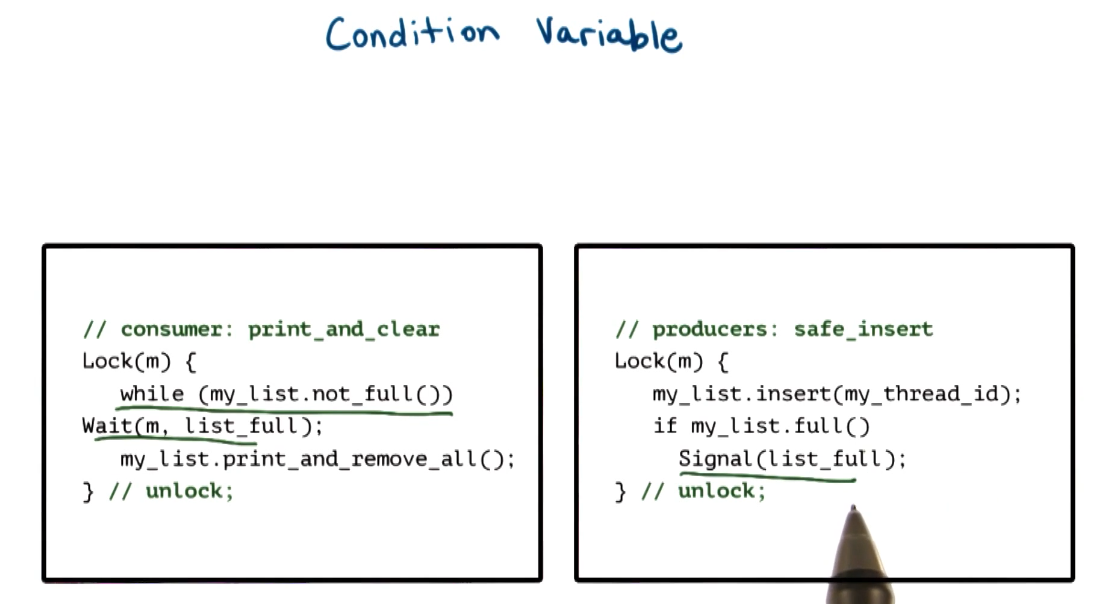 Condition Variable
// consumer: print_and_clear
Lock(m) {
while (my_list.not_full())
Wait(m, list_full);
my_list.print_and_remove_all();
} // unlock;
// producers: safe_insert
Lock(m) {
my_list.insert(my_thread_id);
if my_list.full()
Signal(list_full);
} // unlock;